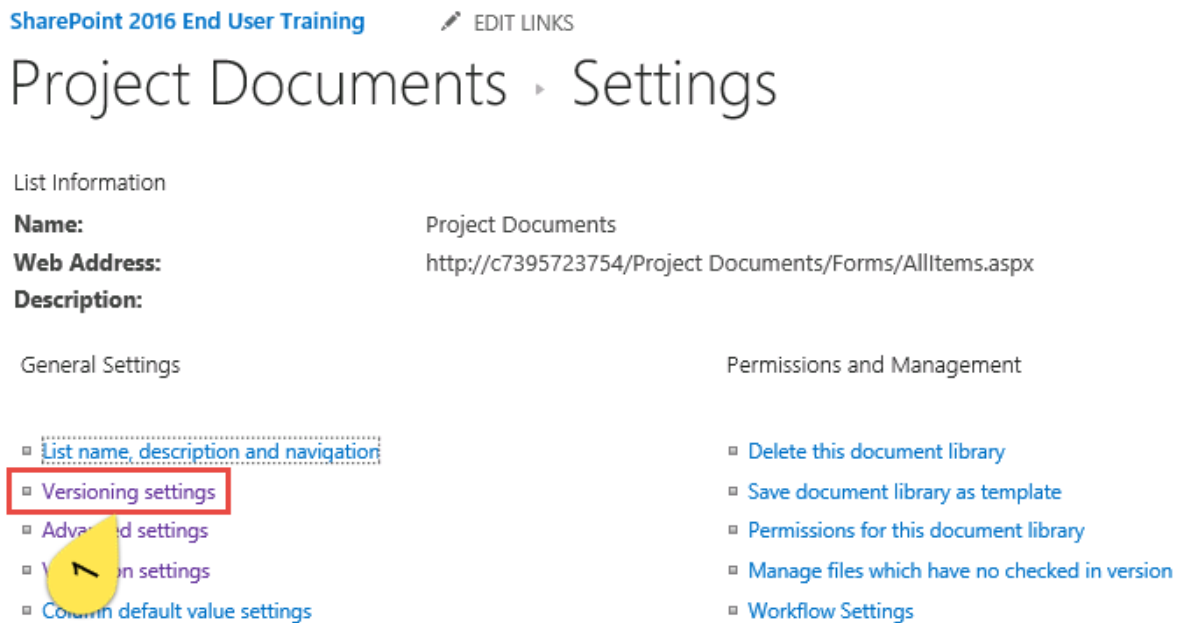 SharePoint 2016 End User Training EDIT LINKS
Project Documents Settings
List Information
Name: Project Documents
Web Address: http://c7395723754/Project Documents/Forms/AllItems.aspx
Description:
General Settings
List name, description and navigation
Versioning settings
Advanced settings
settings
Column default value settings
1
Permissions and Management
Delete this document library
Save document library as template
Permissions for this document library
Manage files which have no checked in version
Workflow Settings